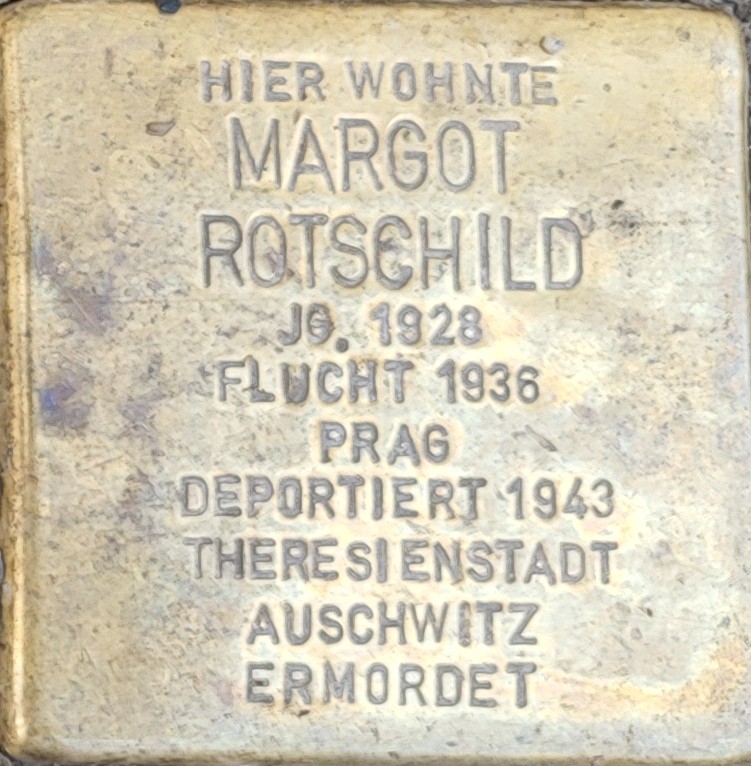 HIER WOHNTE
MARGOT
ROTSCHILD
JG. 1928
FLUCHT 1936
PRAG
DEPORTIERT 1943
THERESIENSTADT
AUSCHWITZ
ERMORDET